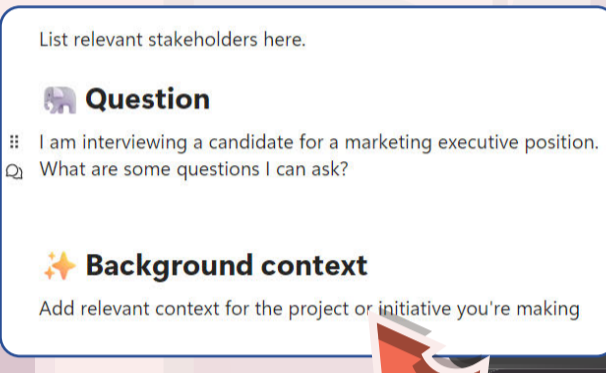 List relevant stakeholders here.
Question
I am interviewing a candidate for a marketing executive position.
What are some questions I can ask?
Background context
Add relevant context for the project or initiative you're making